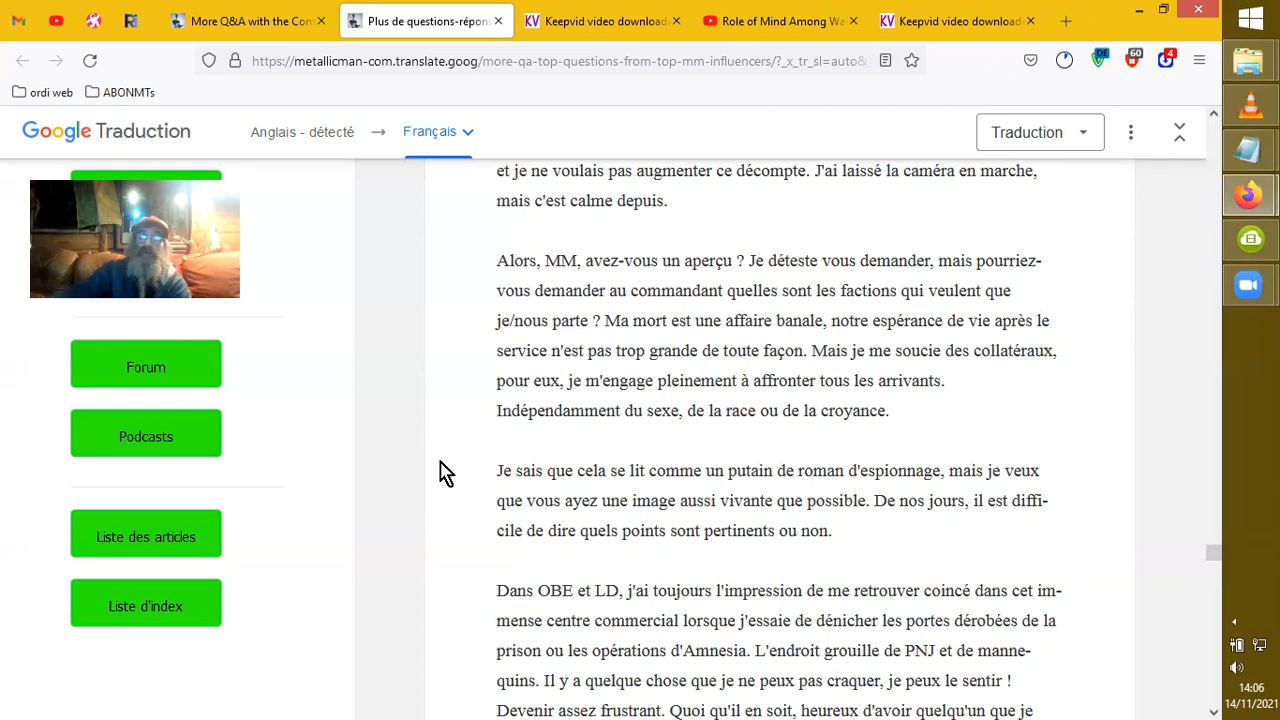 More Q&A with the Com
Plus de questions-répons
Keepvid video download
Role of Mind Among Wa
Keepvid video download
https://metallicman-com.translate.goog/more-qa-top-questions-from-top-mm-influencers/?_x_tr_sl=auto&
DE
60
4
ordi web
ABONMTs
Google Traduction
Anglais - détecté
Français
Traduction
Forum
Podcasts
Liste des articles
Liste d'index
et je ne voulais pas augmenter ce décompte. J'ai laissé la caméra en marche,
mais c'est calme depuis.
Alors, MM, avez-vous un aperçu ? Je déteste vous demander, mais pourriez-
vous demander au commandant quelles sont les factions qui veulent que
je/nous parte ? Ma mort est une affaire banale, notre espérance de vie après le
service n'est pas trop grande de toute façon. Mais je me soucie des collatéraux,
pour eux, je m'engage pleinement à affronter tous les arrivants.
Indépendamment du sexe, de la race ou de la croyance.
Je sais que cela se lit comme un putain de roman d'espionnage, mais je veux
que vous ayez une image aussi vivante que possible. De nos jours, il est diffi-
cile de dire quels points sont pertinents ou non.
Dans OBE et LD, j'ai toujours l'impression de me retrouver coincé dans cet im-
mense centre commercial lorsque j'essaie de dénicher les portes dérobées de la
prison ou les opérations d'Amnesia. L'endroit grouille de PNJ et de manne-
quins. Il y a quelque chose que je ne peux pas craquer, je peux le sentir !
Devenir assez frustrant. Quoi qu'il en soit, heureux d'avoir quelqu'un que je
14:06
14/11/2021